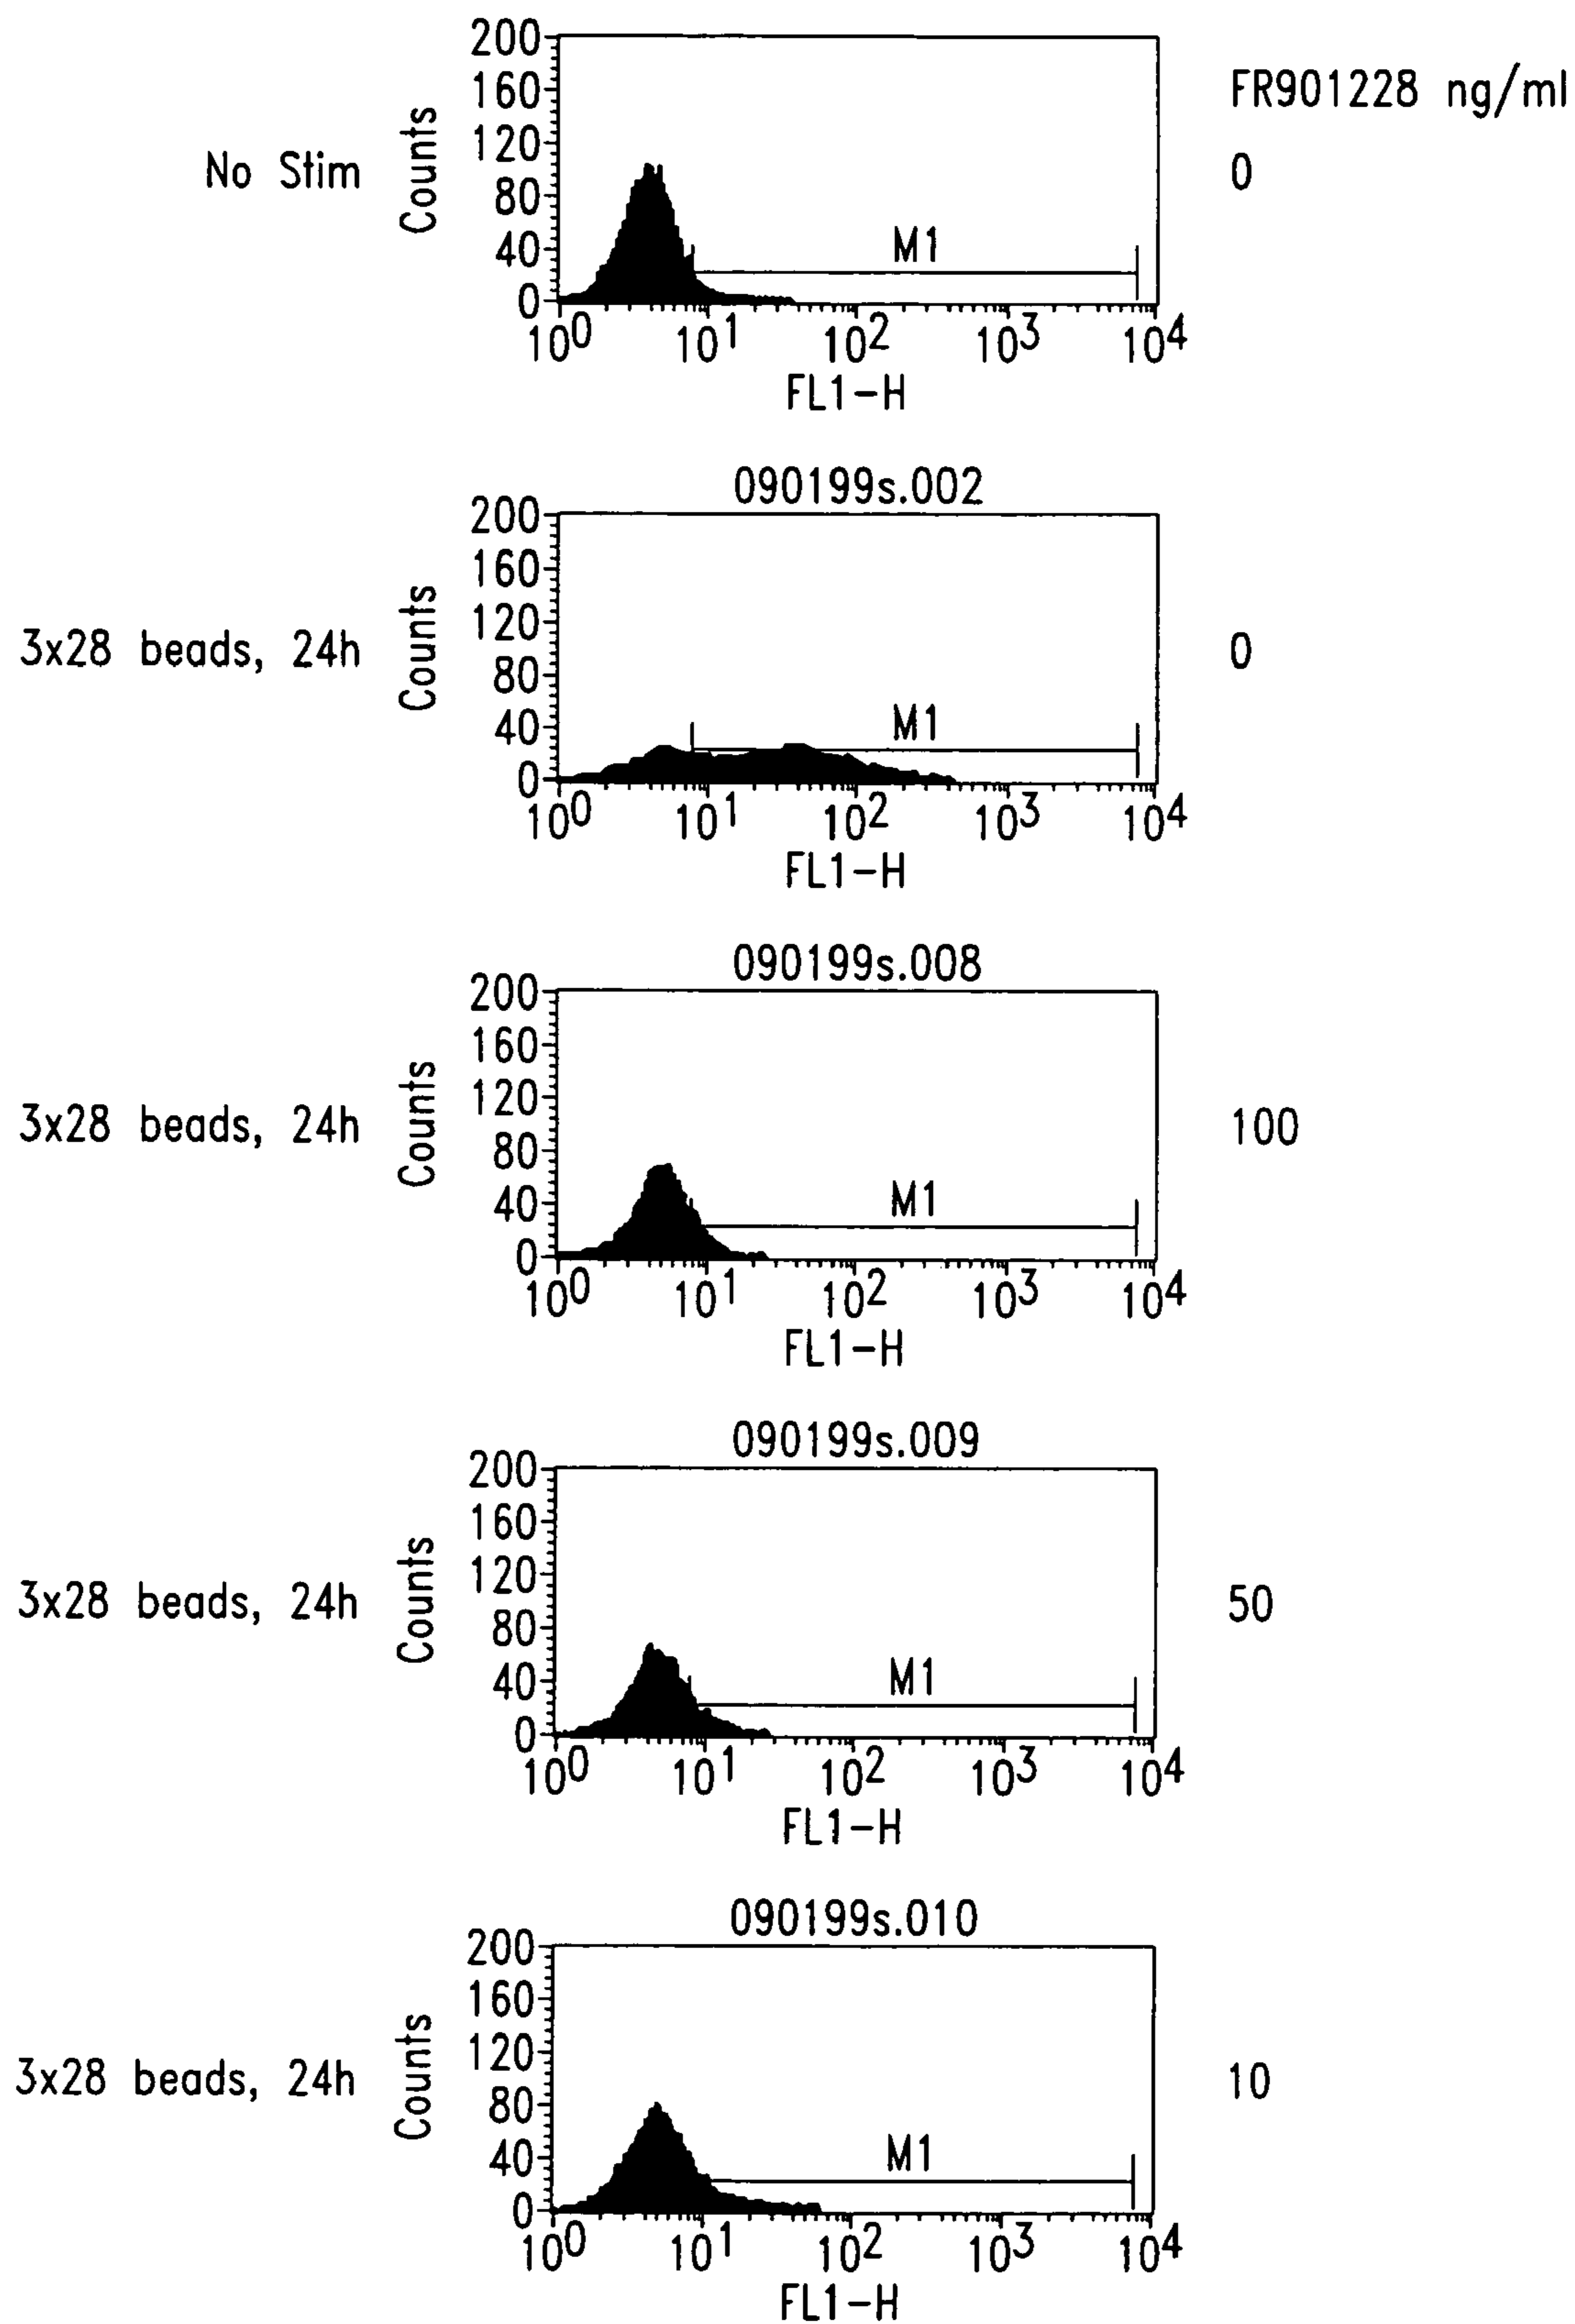 FR901228 ng/ml
No Stim
Counts
200
160
120
80
40
0
M1
10^0 10^1 10^2 10^3 10^4
FL1-H
0
090199s.002
3x28 beads, 24h
Counts
200
160
120
80
40
0
M1
10^0 10^1 10^2 10^3 10^4
FL1-H
0
090199s.008
3x28 beads, 24h
Counts
200
160
120
80
40
0
M1
10^0 10^1 10^2 10^3 10^4
FL1-H
100
090199s.009
3x28 beads, 24h
Counts
200
160
120
80
40
0
M1
10^0 10^1 10^2 10^3 10^4
FL1-H
50
090199s.010
3x28 beads, 24h
Counts
200
160
120
80
40
0
M1
10^0 10^1 10^2 10^3 10^4
FL1-H
10